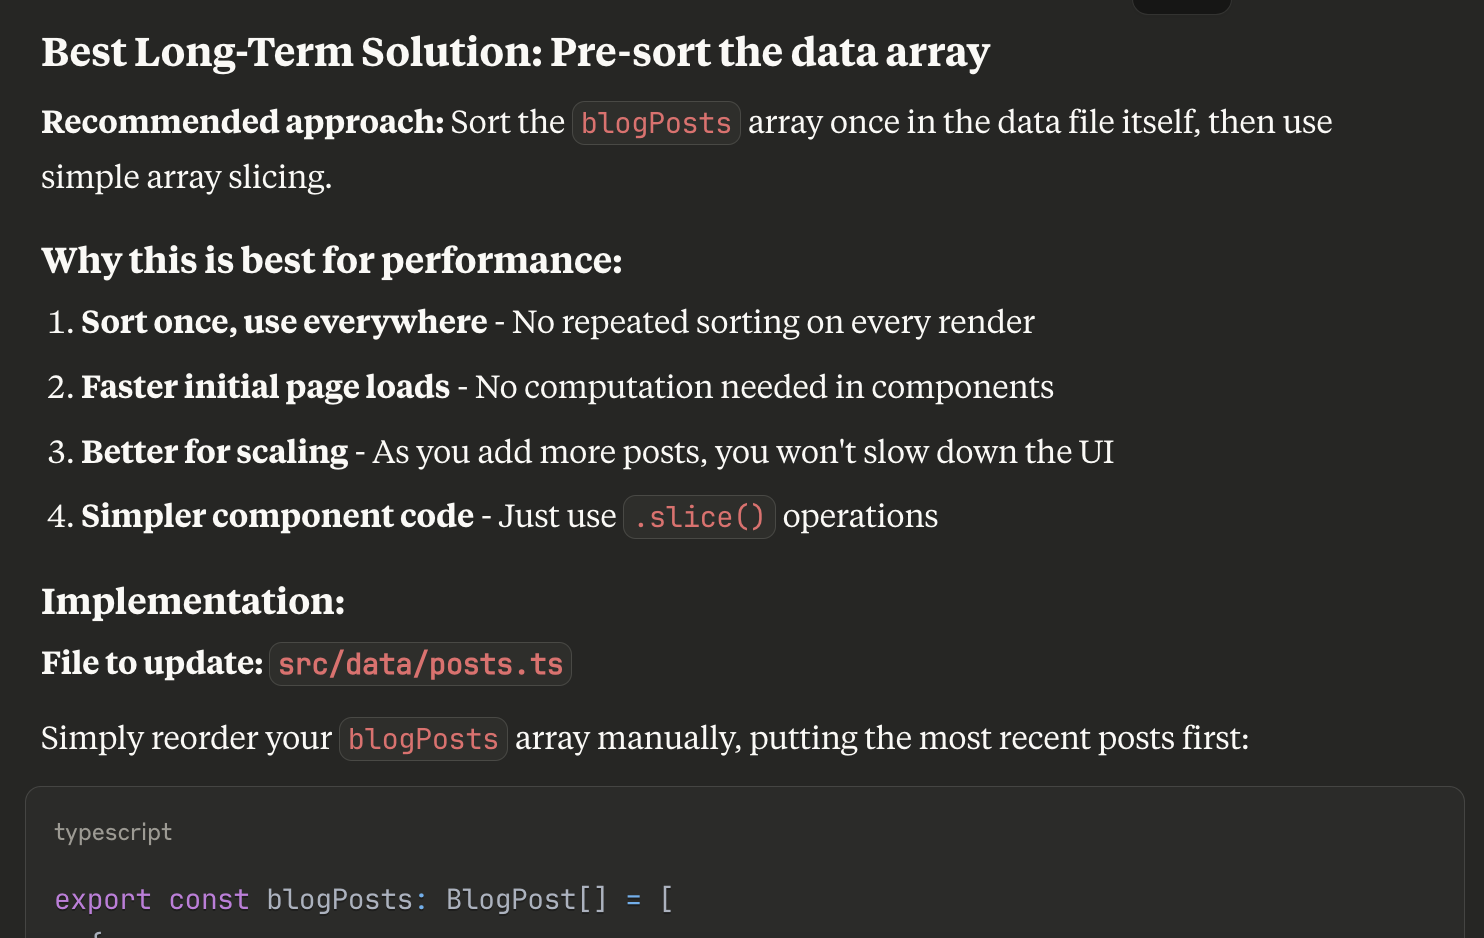 Best Long-Term Solution: Pre-sort the data array
Recommended approach: Sort the blogPosts array once in the data file itself, then use
simple array slicing.
Why this is best for performance:
1. Sort once, use everywhere - No repeated sorting on every render
2. Faster initial page loads - No computation needed in components
3. Better for scaling - As you add more posts, you won't slow down the UI
4. Simpler component code - Just use .slice() operations
Implementation:
File to update: src/data/posts.ts
Simply reorder your blogPosts array manually, putting the most recent posts first:
typescript
export const blogPosts: BlogPost[] = [
{